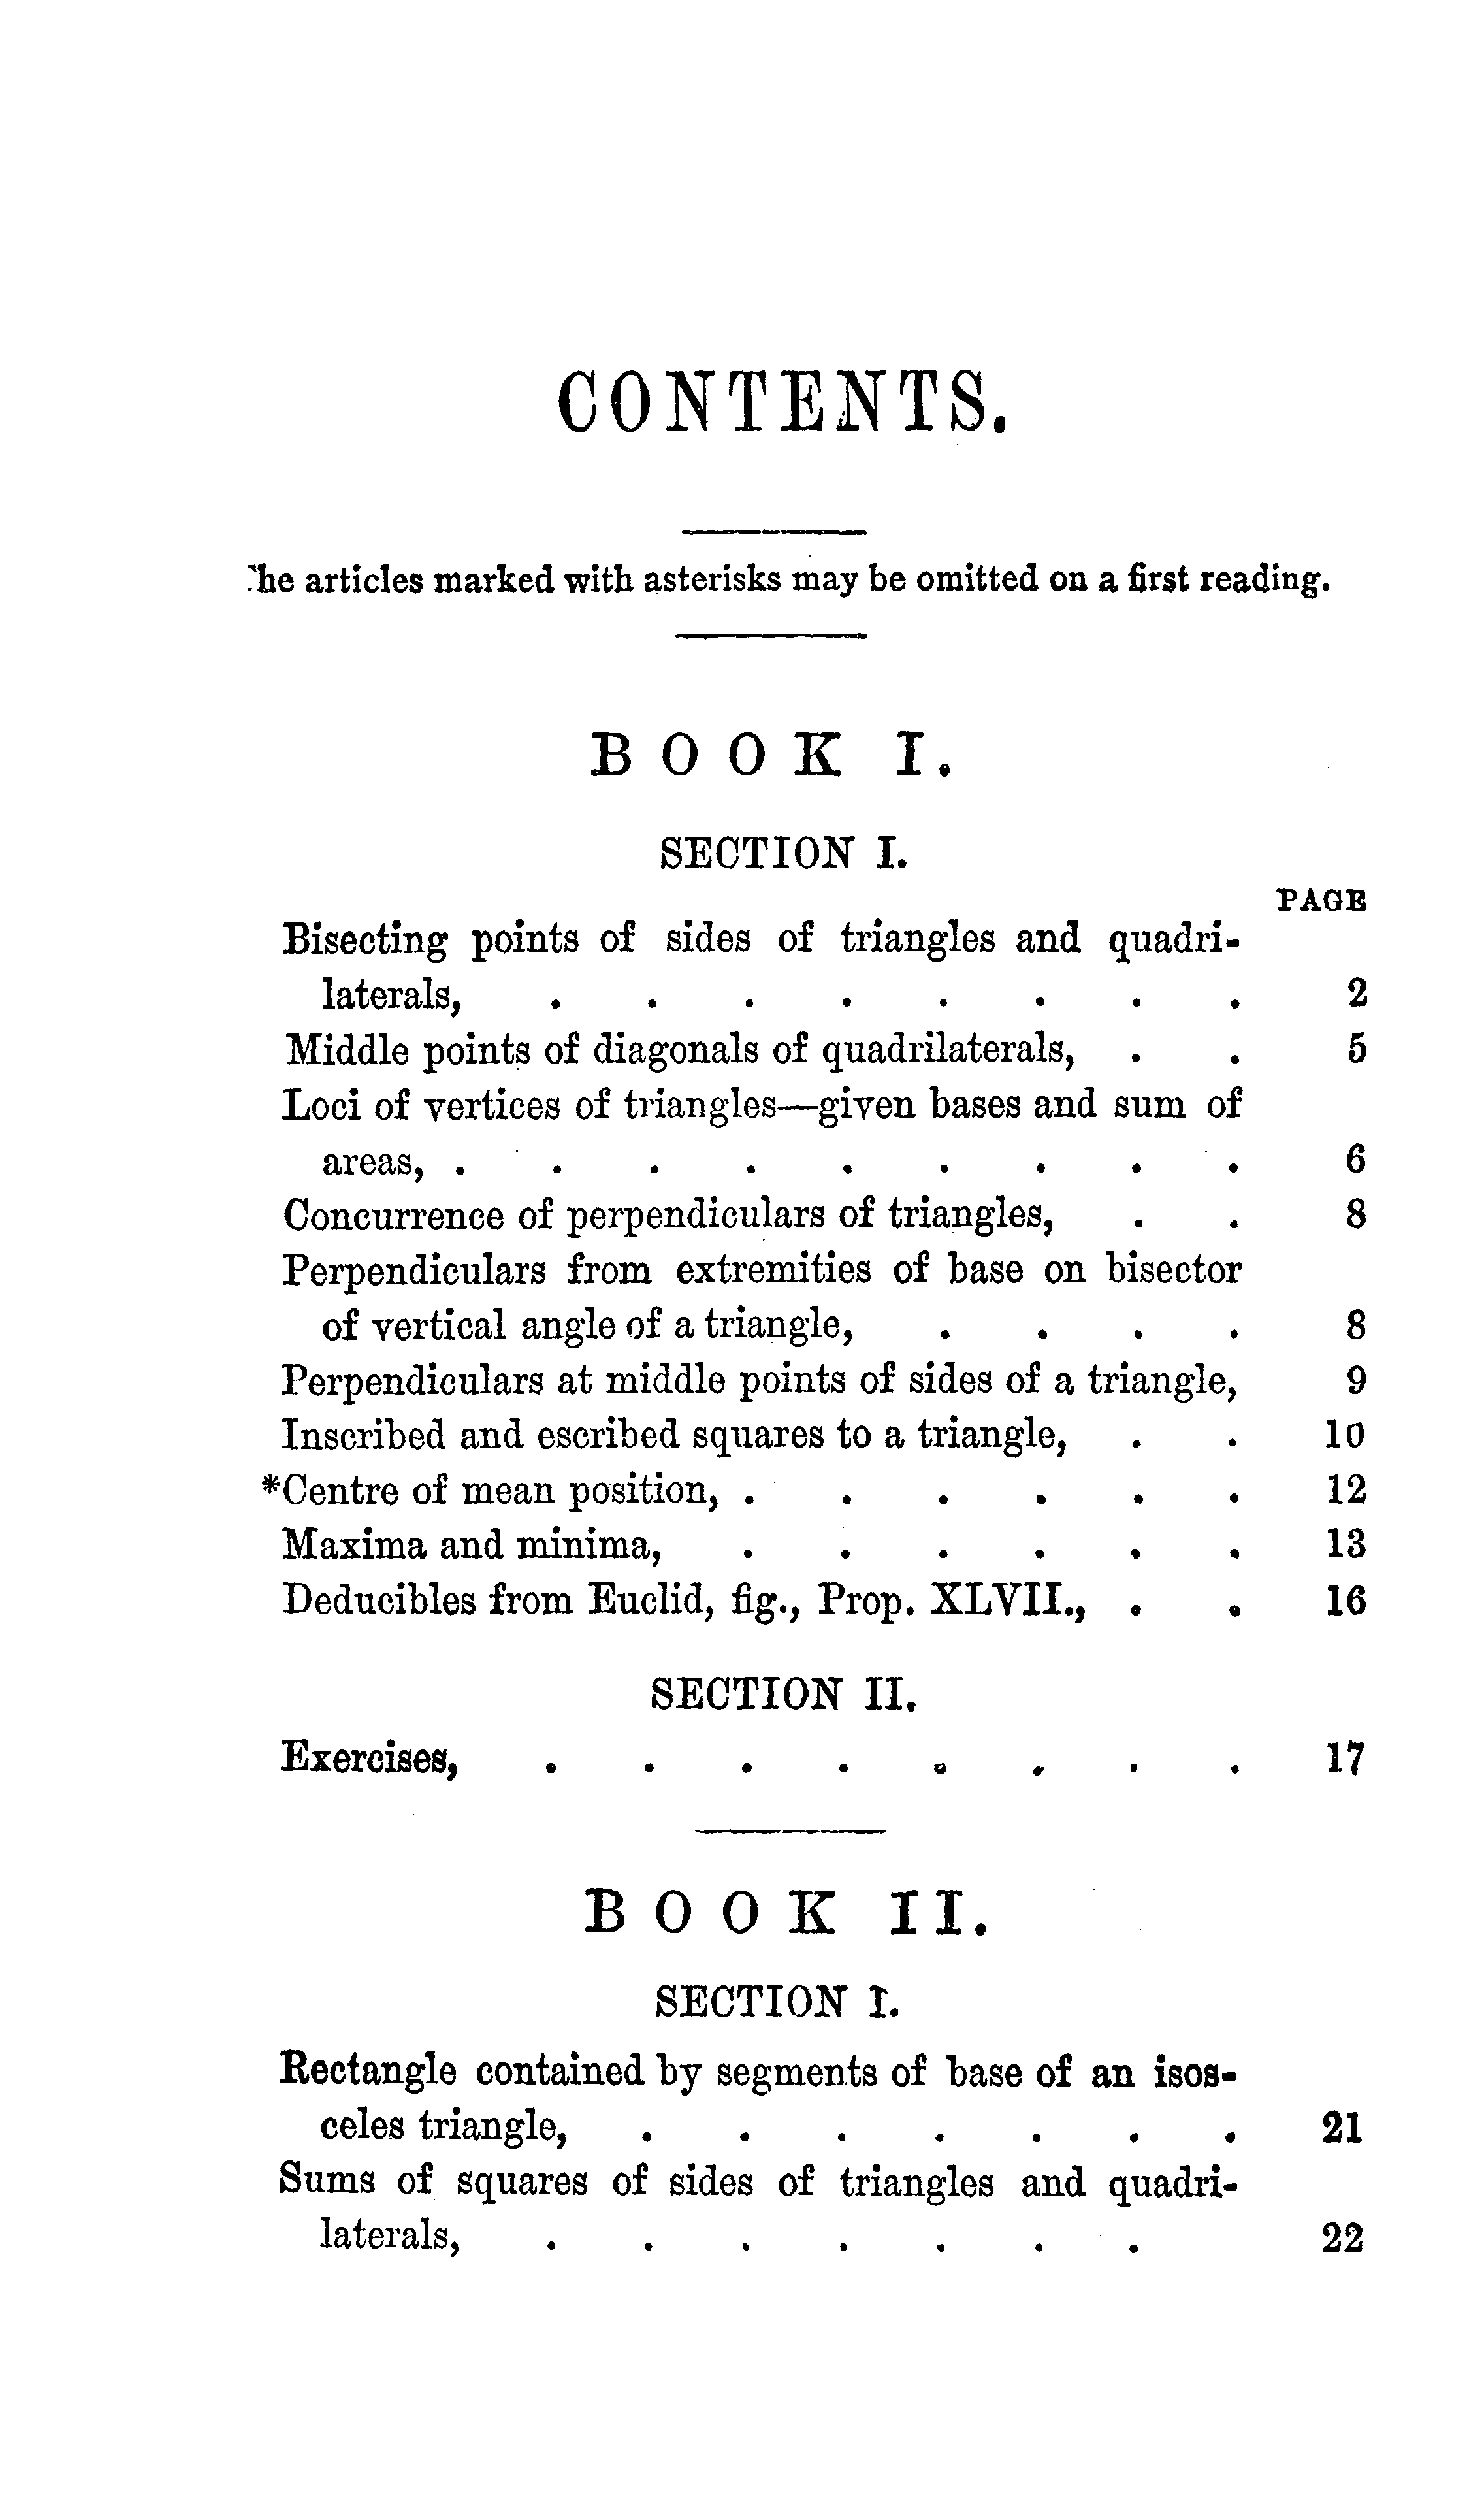 CONTENTS.
The articles marked with asterisks may be omitted on a first reading.
BOOK I.
SECTION I.
PAGE
Bisecting points of sides of triangles and quadri-
laterals, . . . . . . . . 2
Middle points of diagonals of quadrilaterals, . . 5
Loci of vertices of triangles—given bases and sum of
areas, . . . . . . . . . 6
Concurrence of perpendiculars of triangles, . . 8
Perpendiculars from extremities of base on bisector
of vertical angle of a triangle, . . . . 8
Perpendiculars at middle points of sides of a triangle, 9
Inscribed and escribed squares to a triangle, . . 10
*Centre of mean position, . . . . . . 12
Maxima and minima, . . . . . . 13
Deducibles from Euclid, fig., Prop. XLVII., . . 16
SECTION II.
Exercises, . . . . . . . . 17
BOOK II.
SECTION I.
Rectangle contained by segments of base of an isos-
celes triangle, . . . . . . . 21
Sums of squares of sides of triangles and quadri-
laterals, . . . . . . . 22